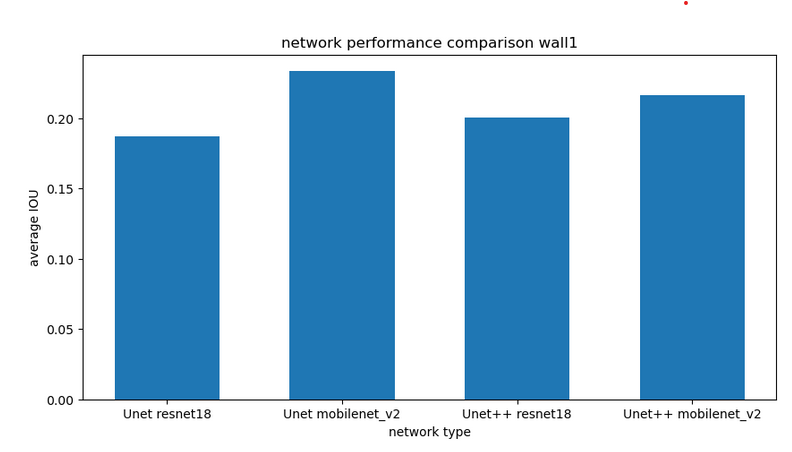 network performance comparison wall1
average IOU
0.20
0.15
0.10
0.05
0.00
Unet resnet18 Unet mobilenet_v2 Unet++ resnet18 Unet++ mobilenet_v2
network type